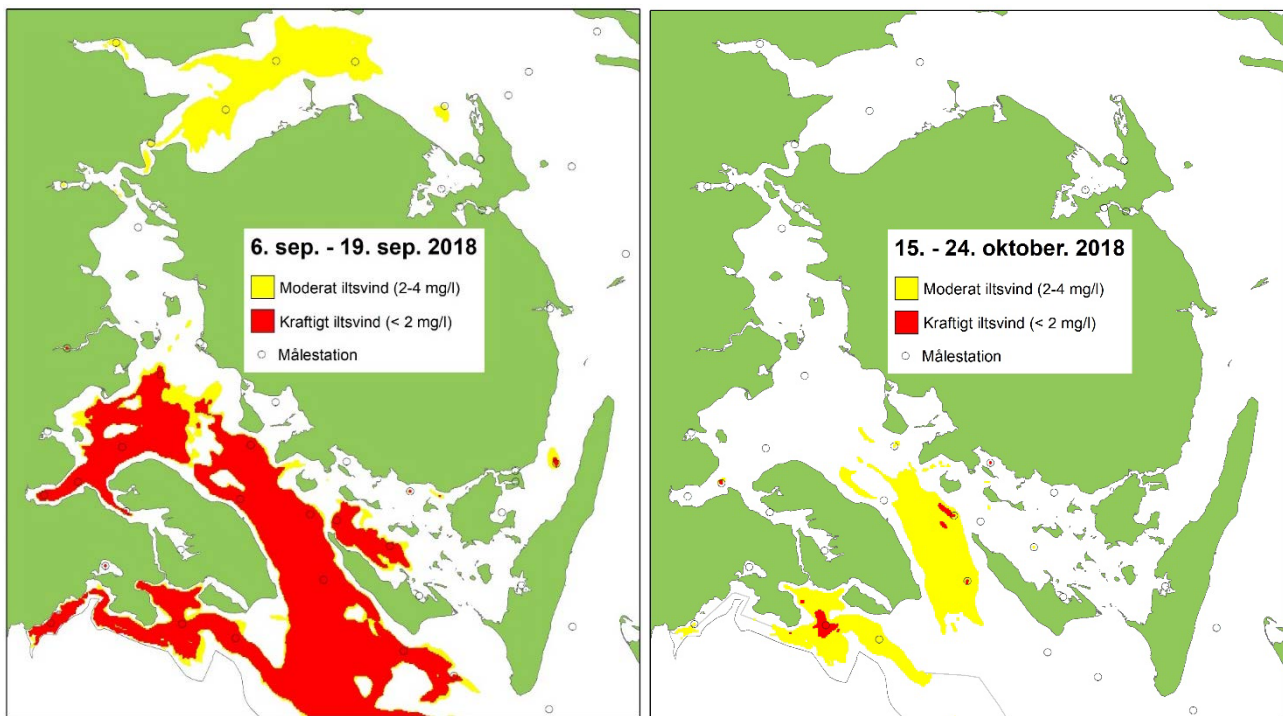 6. sep. - 19. sep. 2018
Moderat iltsvind (2-4 mg/l)
Kraftigt iltsvind (< 2 mg/l)
Målestation
15. - 24. oktober. 2018
Moderat iltsvind (2-4 mg/l)
Kraftigt iltsvind (< 2 mg/l)
Målestation